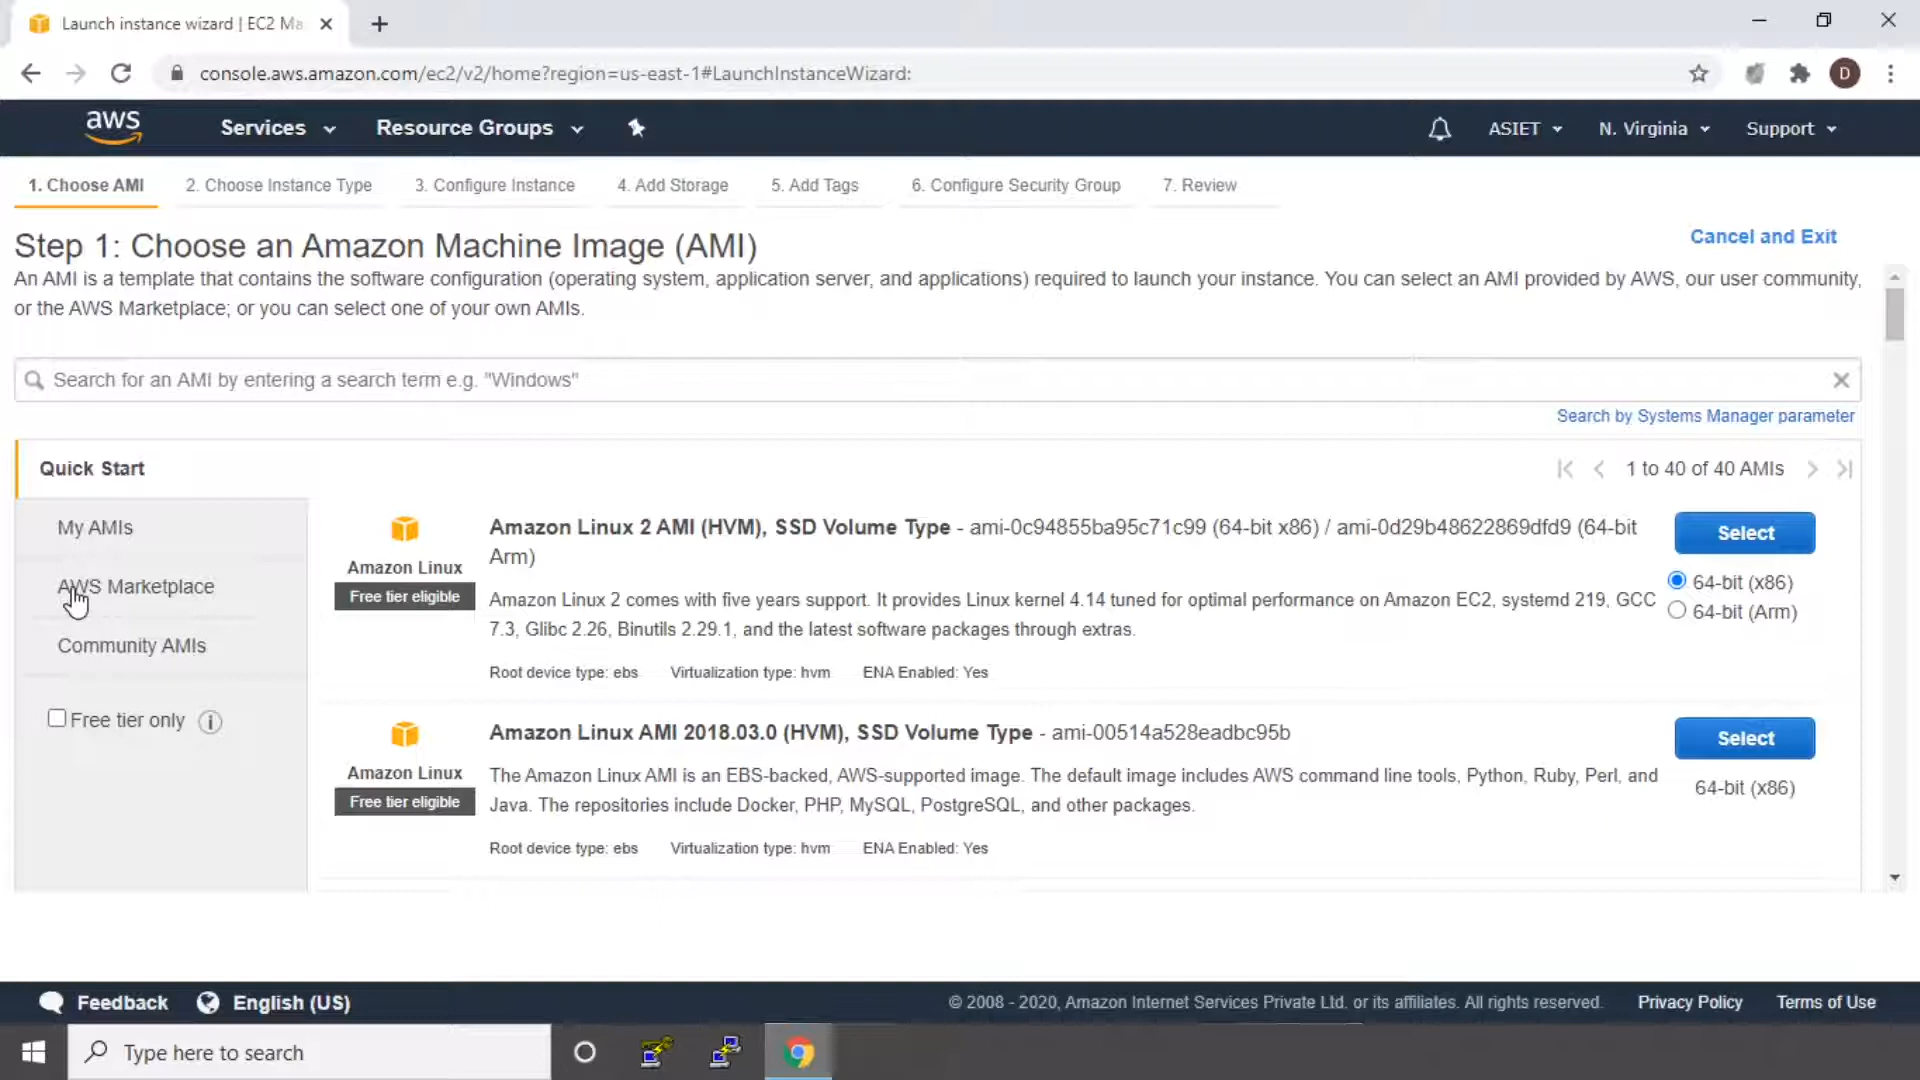 Launch instance wizard | EC2 Ma
console.aws.amazon.com/ec2/v2/home?region=us-east-1#LaunchInstanceWizard:
D
aws
Services
Resource Groups
ASIET
N. Virginia
Support
1. Choose AMI
2. Choose Instance Type
3. Configure Instance
4. Add Storage
5. Add Tags
6. Configure Security Group
7. Review
Step 1: Choose an Amazon Machine Image (AMI)
Cancel and Exit
An AMI is a template that contains the software configuration (operating system, application server, and applications) required to launch your instance. You can select an AMI provided by AWS, our user community,
or the AWS Marketplace; or you can select one of your own AMIs.
Search for an AMI by entering a search term e.g. "Windows"
Search by Systems Manager parameter
Quick Start
1 to 40 of 40 AMIs
My AMIs
AWS Marketplace
Community AMIs
Free tier only
Amazon Linux
Free tier eligible
Amazon Linux 2 AMI (HVM), SSD Volume Type - ami-0c94855ba95c71c99 (64-bit x86) / ami-0d29b48622869dfd9 (64-bit
Arm)
Amazon Linux 2 comes with five years support. It provides Linux kernel 4.14 tuned for optimal performance on Amazon EC2, systemd 219, GCC
7.3, Glibc 2.26, Binutils 2.29.1, and the latest software packages through extras.
Root device type: ebs
Virtualization type: hvm
ENA Enabled: Yes
Select
64-bit (x86)
64-bit (Arm)
Amazon Linux
Free tier eligible
Amazon Linux AMI 2018.03.0 (HVM), SSD Volume Type - ami-00514a528eadbc95b
The Amazon Linux AMI is an EBS-backed, AWS-supported image. The default image includes AWS command line tools, Python, Ruby, Perl, and
Java. The repositories include Docker, PHP, MySQL, PostgreSQL, and other packages.
Root device type: ebs
Virtualization type: hvm
ENA Enabled: Yes
Select
64-bit (x86)
Feedback
English (US)
© 2008 - 2020, Amazon Internet Services Private Ltd. or its affiliates. All rights reserved.
Privacy Policy
Terms of Use
Type here to search